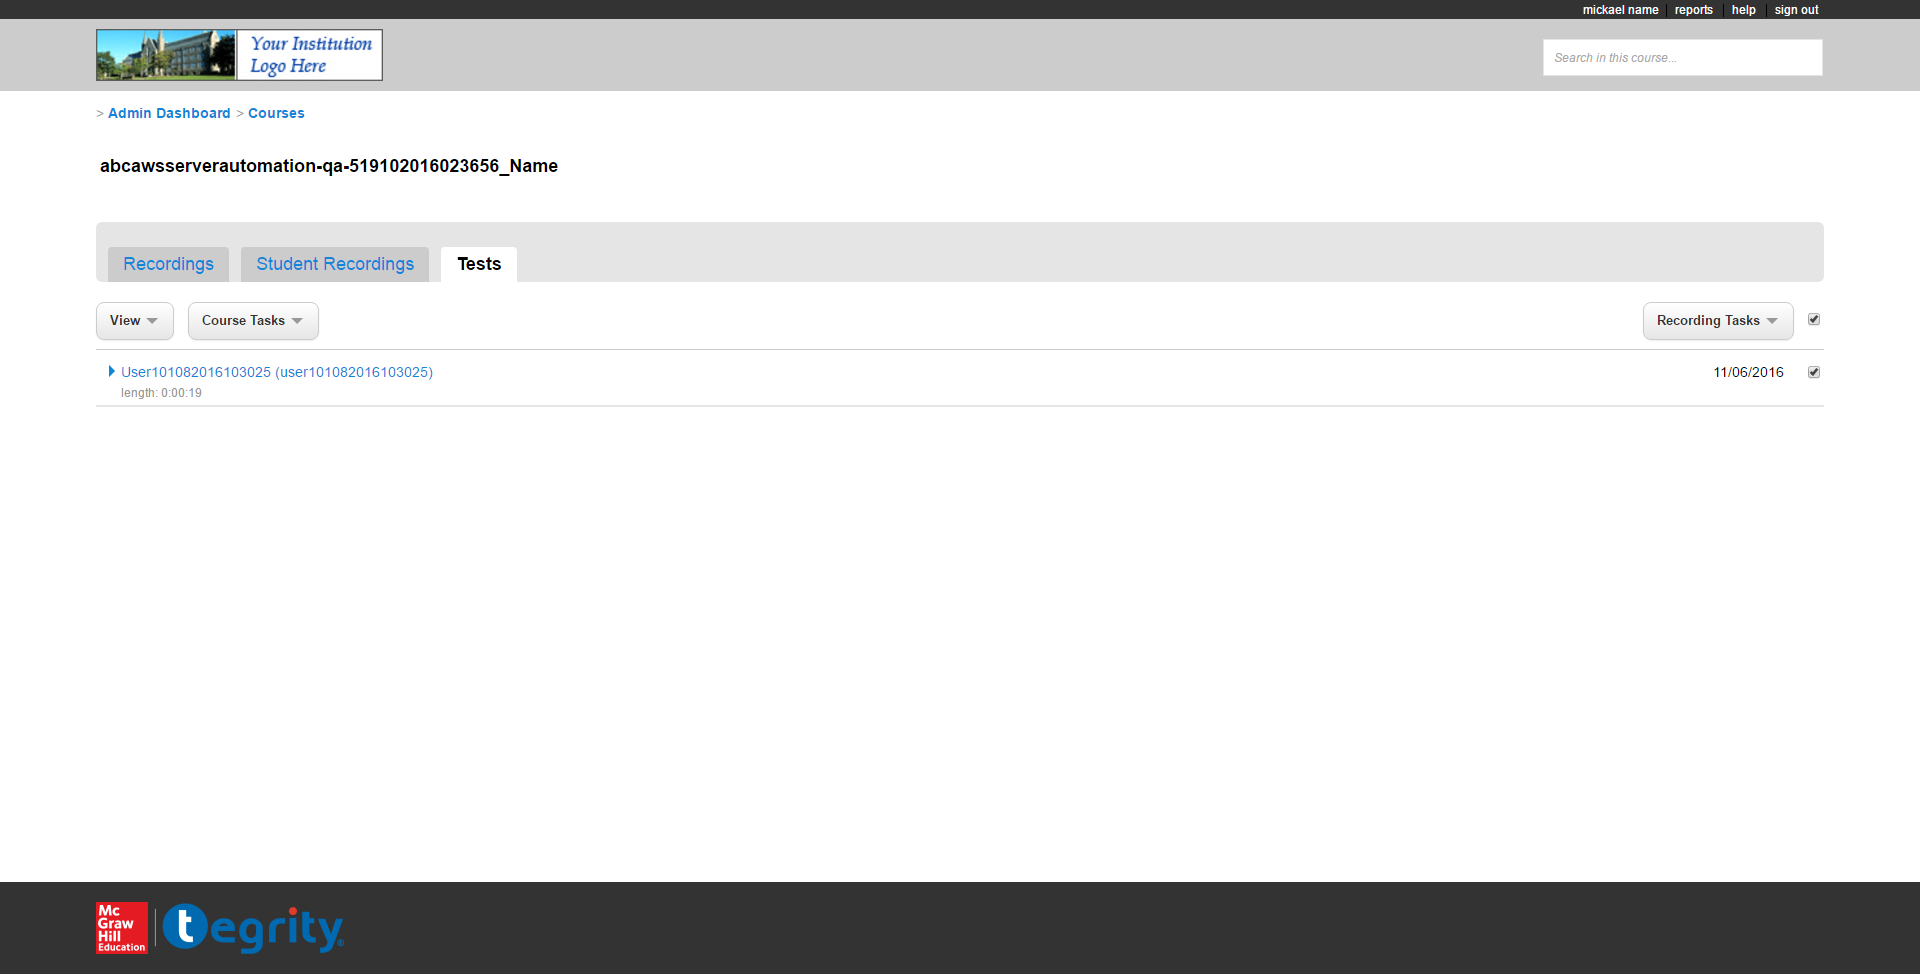 mickael name reports help sign out
Your Institution
Logo Here
Search in this course...
> Admin Dashboard > Courses
abcawsserverautomation-qa-519102016023656_Name
Recordings Student Recordings Tests
View Course Tasks Recording Tasks
User101082016103025 (user101082016103025) 11/06/2016
length: 0:00:19
Mc
Graw
Hill
Education
tegrity®